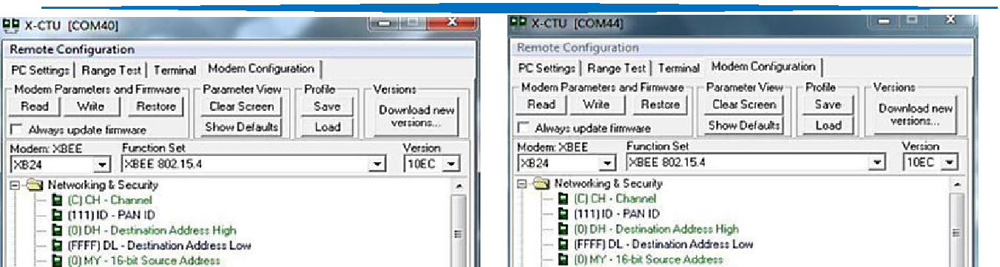 X-CTU [COM40]
Remote Configuration
PC Settings Range Test Terminal Modem Configuration
Modem Parameters and Firmware Parameter View Profile Versions
Read Write Restore Clear Screen Save Download new
Always update firmware Show Defaults Load versions...
Modem: XBEE Function Set Version
XB24 XBEE 802.15.4 10EC
Networking & Security
(C) CH - Channel
(111) ID - PAN ID
(0) DH - Destination Address High
(FFFF) DL - Destination Address Low
(0) MY - 16-bit Source Address
X-CTU [COM44]
Remote Configuration
PC Settings Range Test Terminal Modem Configuration
Modem Parameters and Firmware Parameter View Profile Versions
Read Write Restore Clear Screen Save Download new
Always update firmware Show Defaults Load versions...
Modem: XBEE Function Set Version
XB24 XBEE 802.15.4 10EC
Networking & Security
(C) CH - Channel
(111) ID - PAN ID
(0) DH - Destination Address High
(FFFF) DL - Destination Address Low
(0) MY - 16-bit Source Address